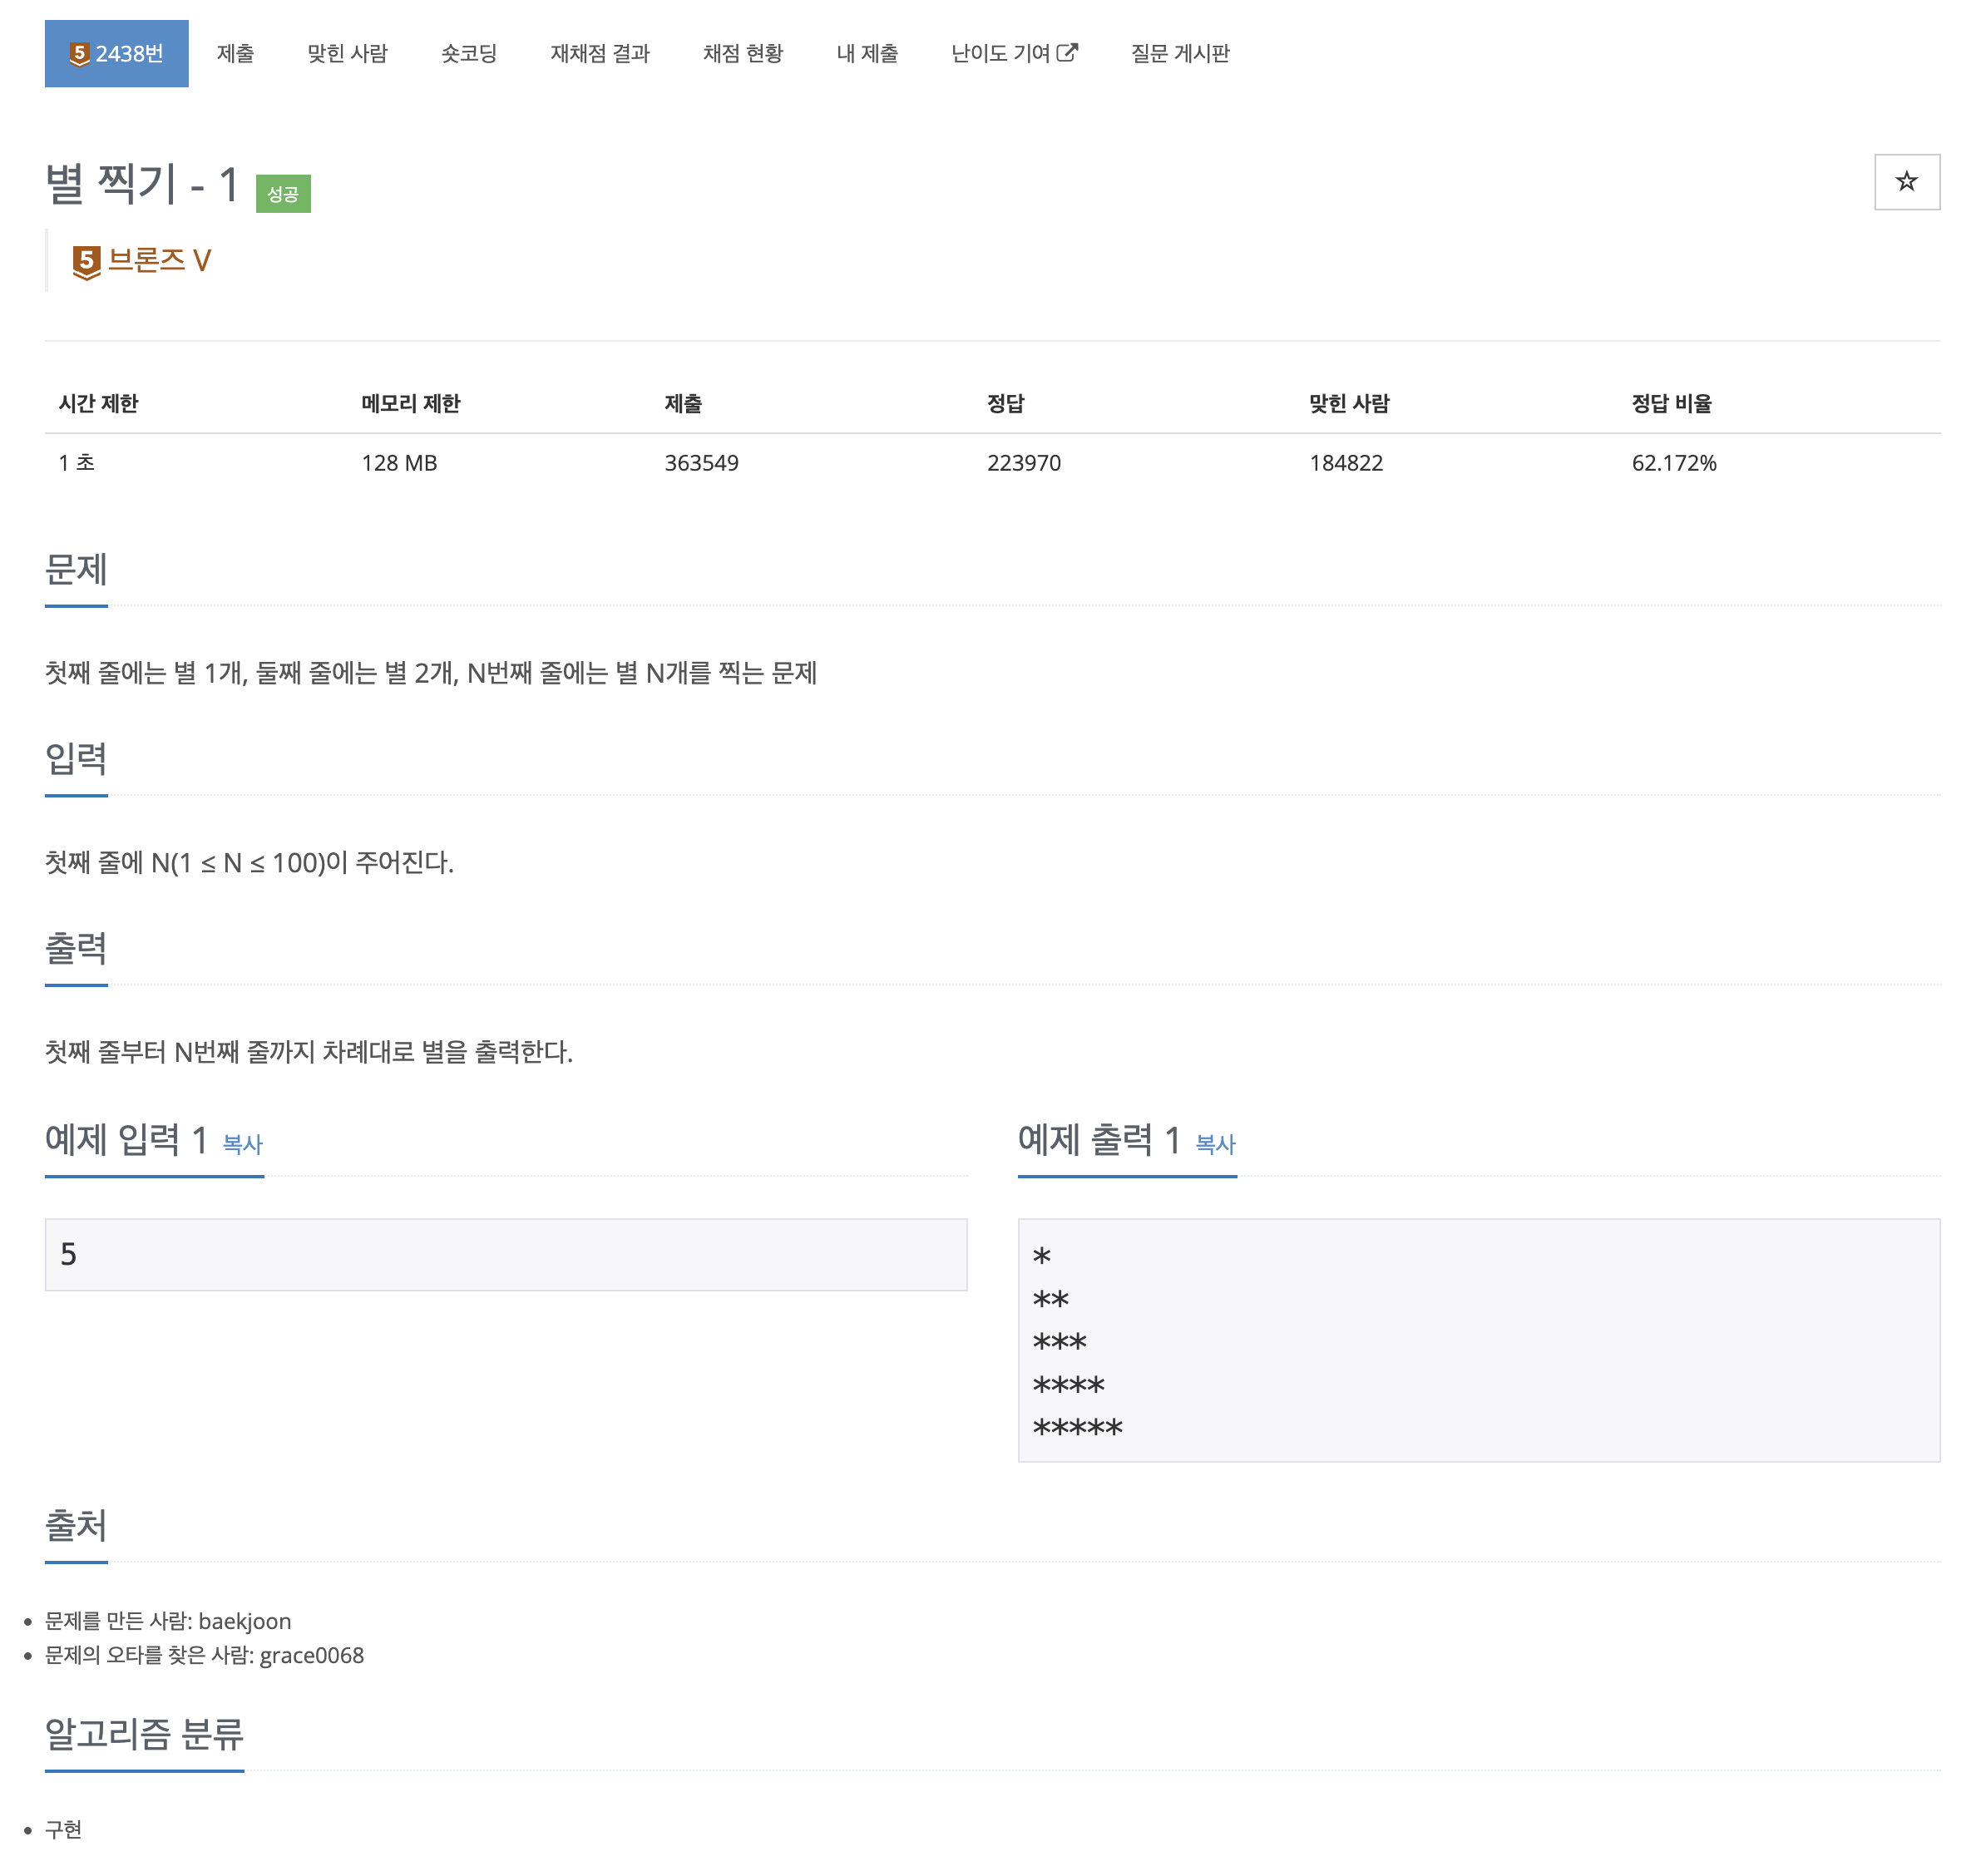 5 2438번 제출 맞힌 사람 숏코딩 재채점 결과 채점 현황 내 제출 난이도 기여 질문 게시판
별 찍기 - 1 성공
☆
5 브론즈 V
시간 제한 메모리 제한 제출 정답 맞힌 사람 정답 비율
1 초 128 MB 363549 223970 184822 62.172%
문제
첫째 줄에는 별 1개, 둘째 줄에는 별 2개, N번째 줄에는 별 N개를 찍는 문제
입력
첫째 줄에 N(1 ≤ N ≤ 100)이 주어진다.
출력
첫째 줄부터 N번째 줄까지 차례대로 별을 출력한다.
예제 입력 1 복사
5
예제 출력 1 복사
*
**
***
****
*****
출처
• 문제를 만든 사람: baekjoon
• 문제의 오타를 찾은 사람: grace0068
알고리즘 분류
• 구현